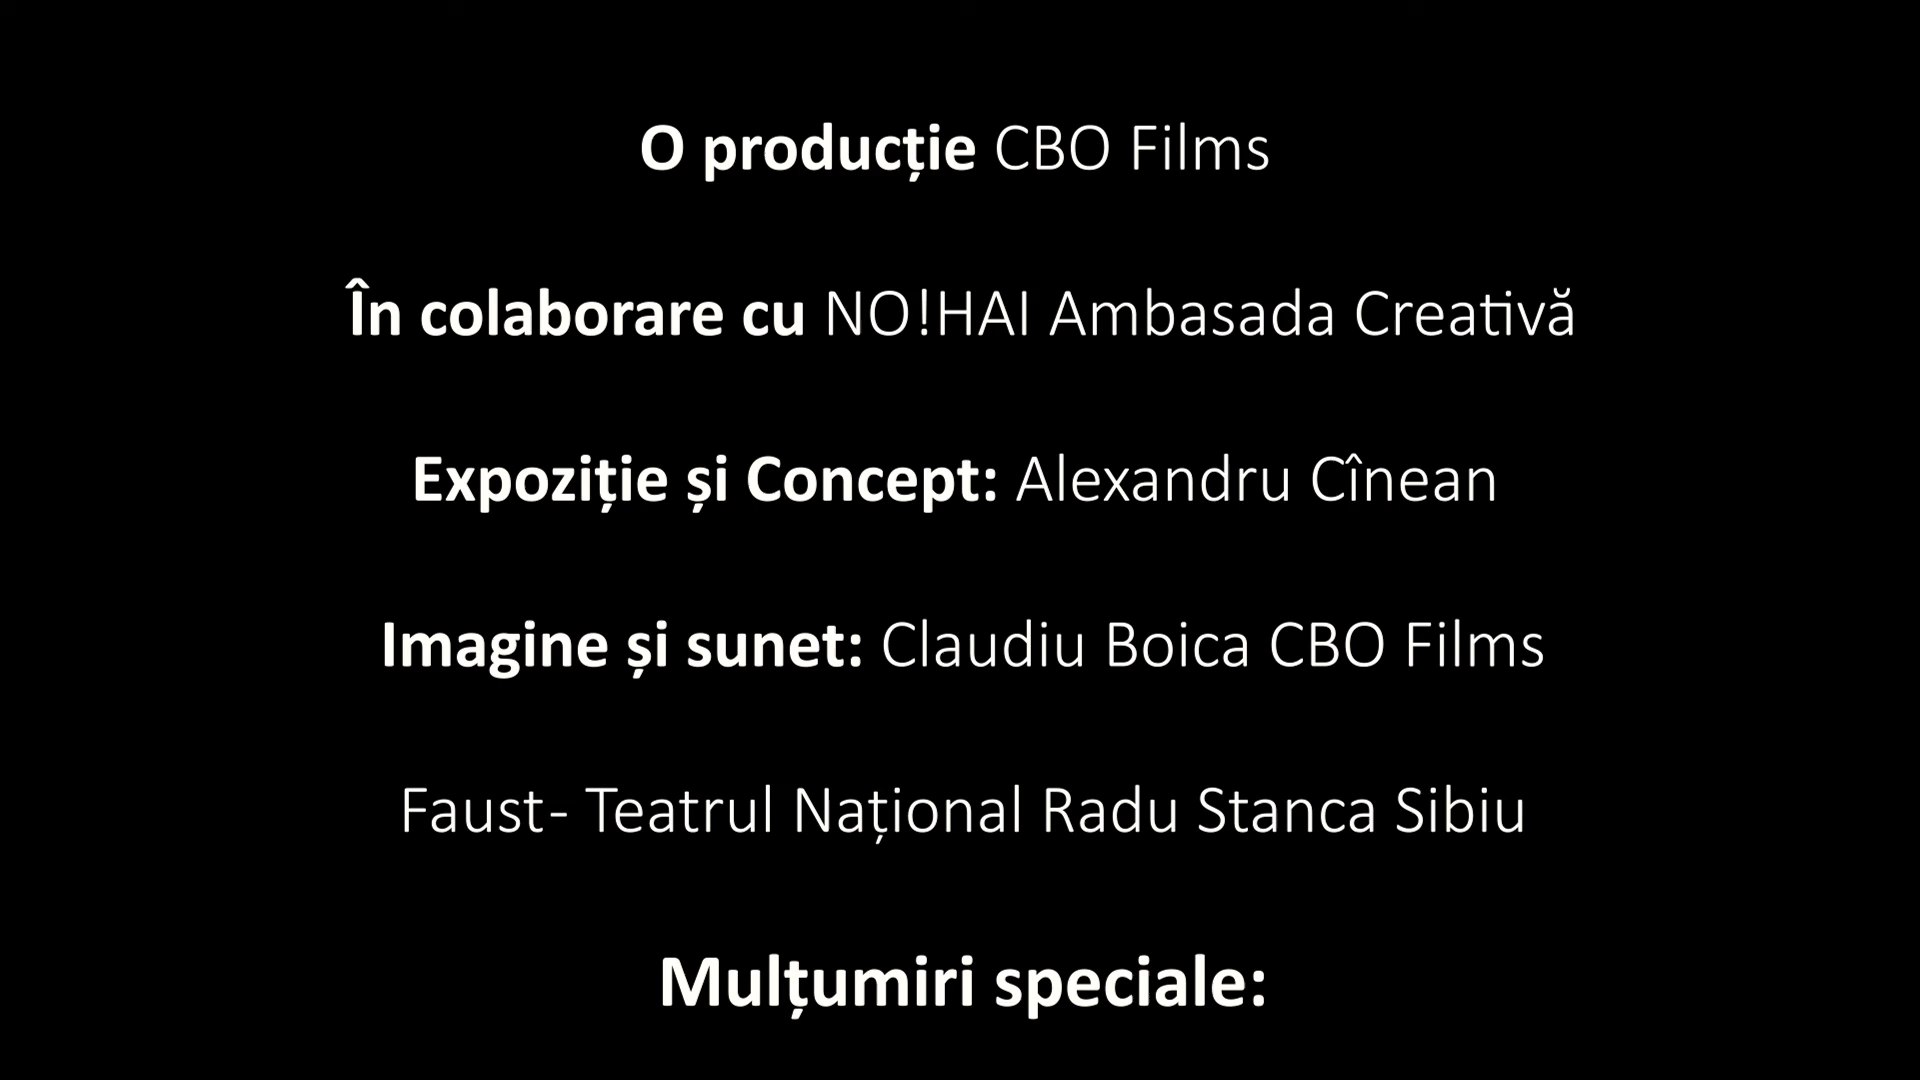 O producție CBO Films
În colaborare cu NO!HAI Ambasada Creativă
Expoziție și Concept: Alexandru Cînean
Imagine și sunet: Claudiu Boica CBO Films
Faust- Teatrul Național Radu Stanca Sibiu
Mulțumiri speciale: